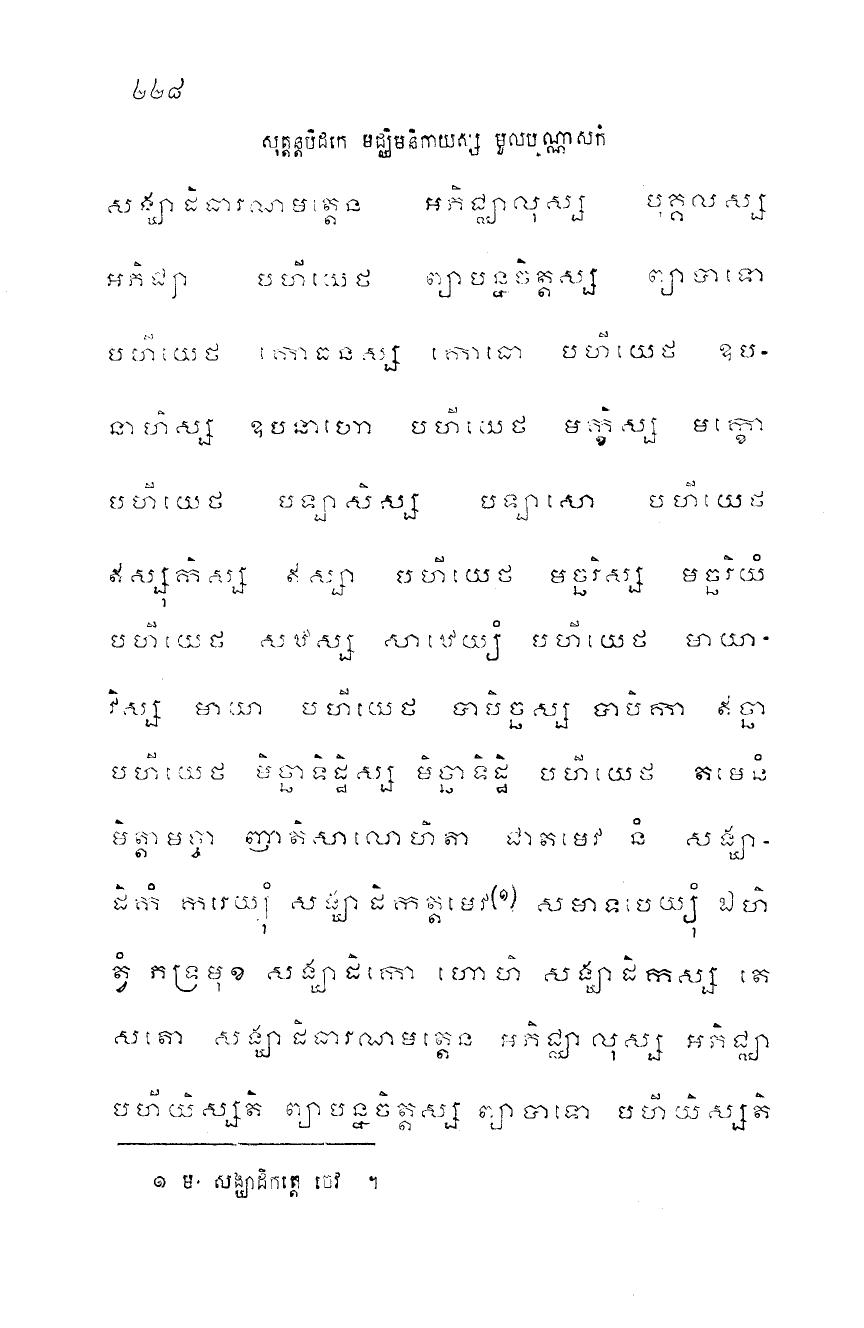 ២២៨
សុត្តន្តបិដកេ មជ្ឈិមនិកាយស្ស មូលបណ្ណាសកំ
សង្ឃាដិធារណមត្តេន អភិជ្ឈាលុស្ស បុគ្គលស្ស
អភិជ្ឈា បហីយេថ ព្យាបន្នចិត្តស្ស ព្យាបាទោ
បហីយេថ កោធនស្ស កោធោ បហីយេថ ឧប-
នាហិស្ស ឧបនាហោ បហីយេថ មក្ខិស្ស មក្ខោ
បហីយេថ បឡាសិស្ស បឡាសោ បហីយេថ
ឥស្សុកិស្ស ឥស្សា បហីយេថ មច្ឆរិស្ស មច្ឆរិយំ
បហីយេថ សឋស្ស សាឋេយ្យំ បហីយេថ មាយា-
វិស្ស មាយា បហីយេថ បាបិច្ឆស្ស បាបិកា ឥច្ឆា
បហីយេថ មិច្ឆាទិដ្ឋិស្ស មិច្ឆាទិដ្ឋិ បហីយេថ តមេនំ
មិត្តាមច្ចា ញាតិសាលោហិតា ជាតមេវ នំ សង្ឃា-
ដិកំ ការេយ្យុំ សង្ឃាដិកត្តមេវ(១) សមាទបេយ្យុំ ឯហិ
ត្វំ ភទ្រមុខ សង្ឃាដិកោ ហោហិ សង្ឃាដិកស្ស តេ
សតោ សង្ឃាដិធារណមត្តេន អភិជ្ឈាលុស្ស អភិជ្ឈា
បហីយិស្សតិ ព្យាបន្នចិត្តស្ស ព្យាបាទោ បហីយិស្សតិ
១ ម. សង្ឃាដិកត្តេ ចេវ ។